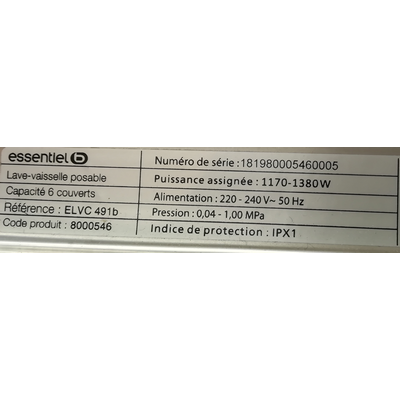 essentiel b
Lave-vaisselle posable
Capacité 6 couverts
Référence : ELVC 491b
Code produit : 8000546
Numéro de série : 181980005460005
Puissance assignée : 1170-1380W
Alimentation : 220 - 240 V~ 50 Hz
Pression : 0,04 - 1,00 MPa
Indice de protection : IPX1